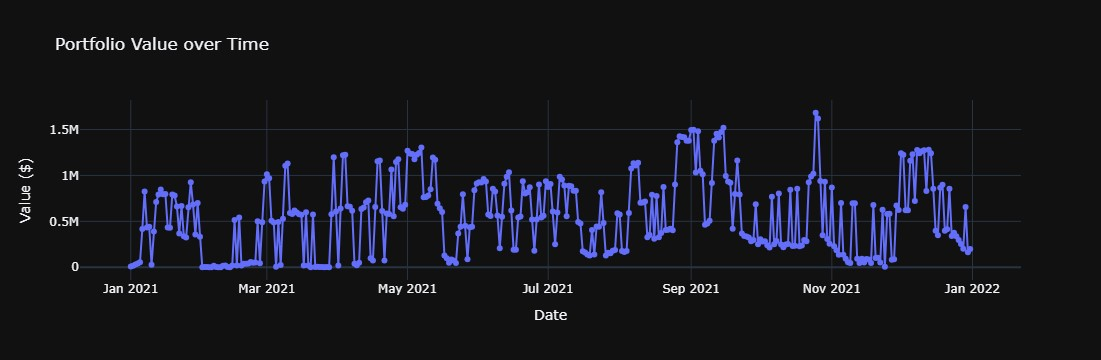 Portfolio Value over Time
Value ($)
1.5M
1M
0.5M
0
Jan 2021
Mar 2021
May 2021
Jul 2021
Sep 2021
Nov 2021
Jan 2022
Date